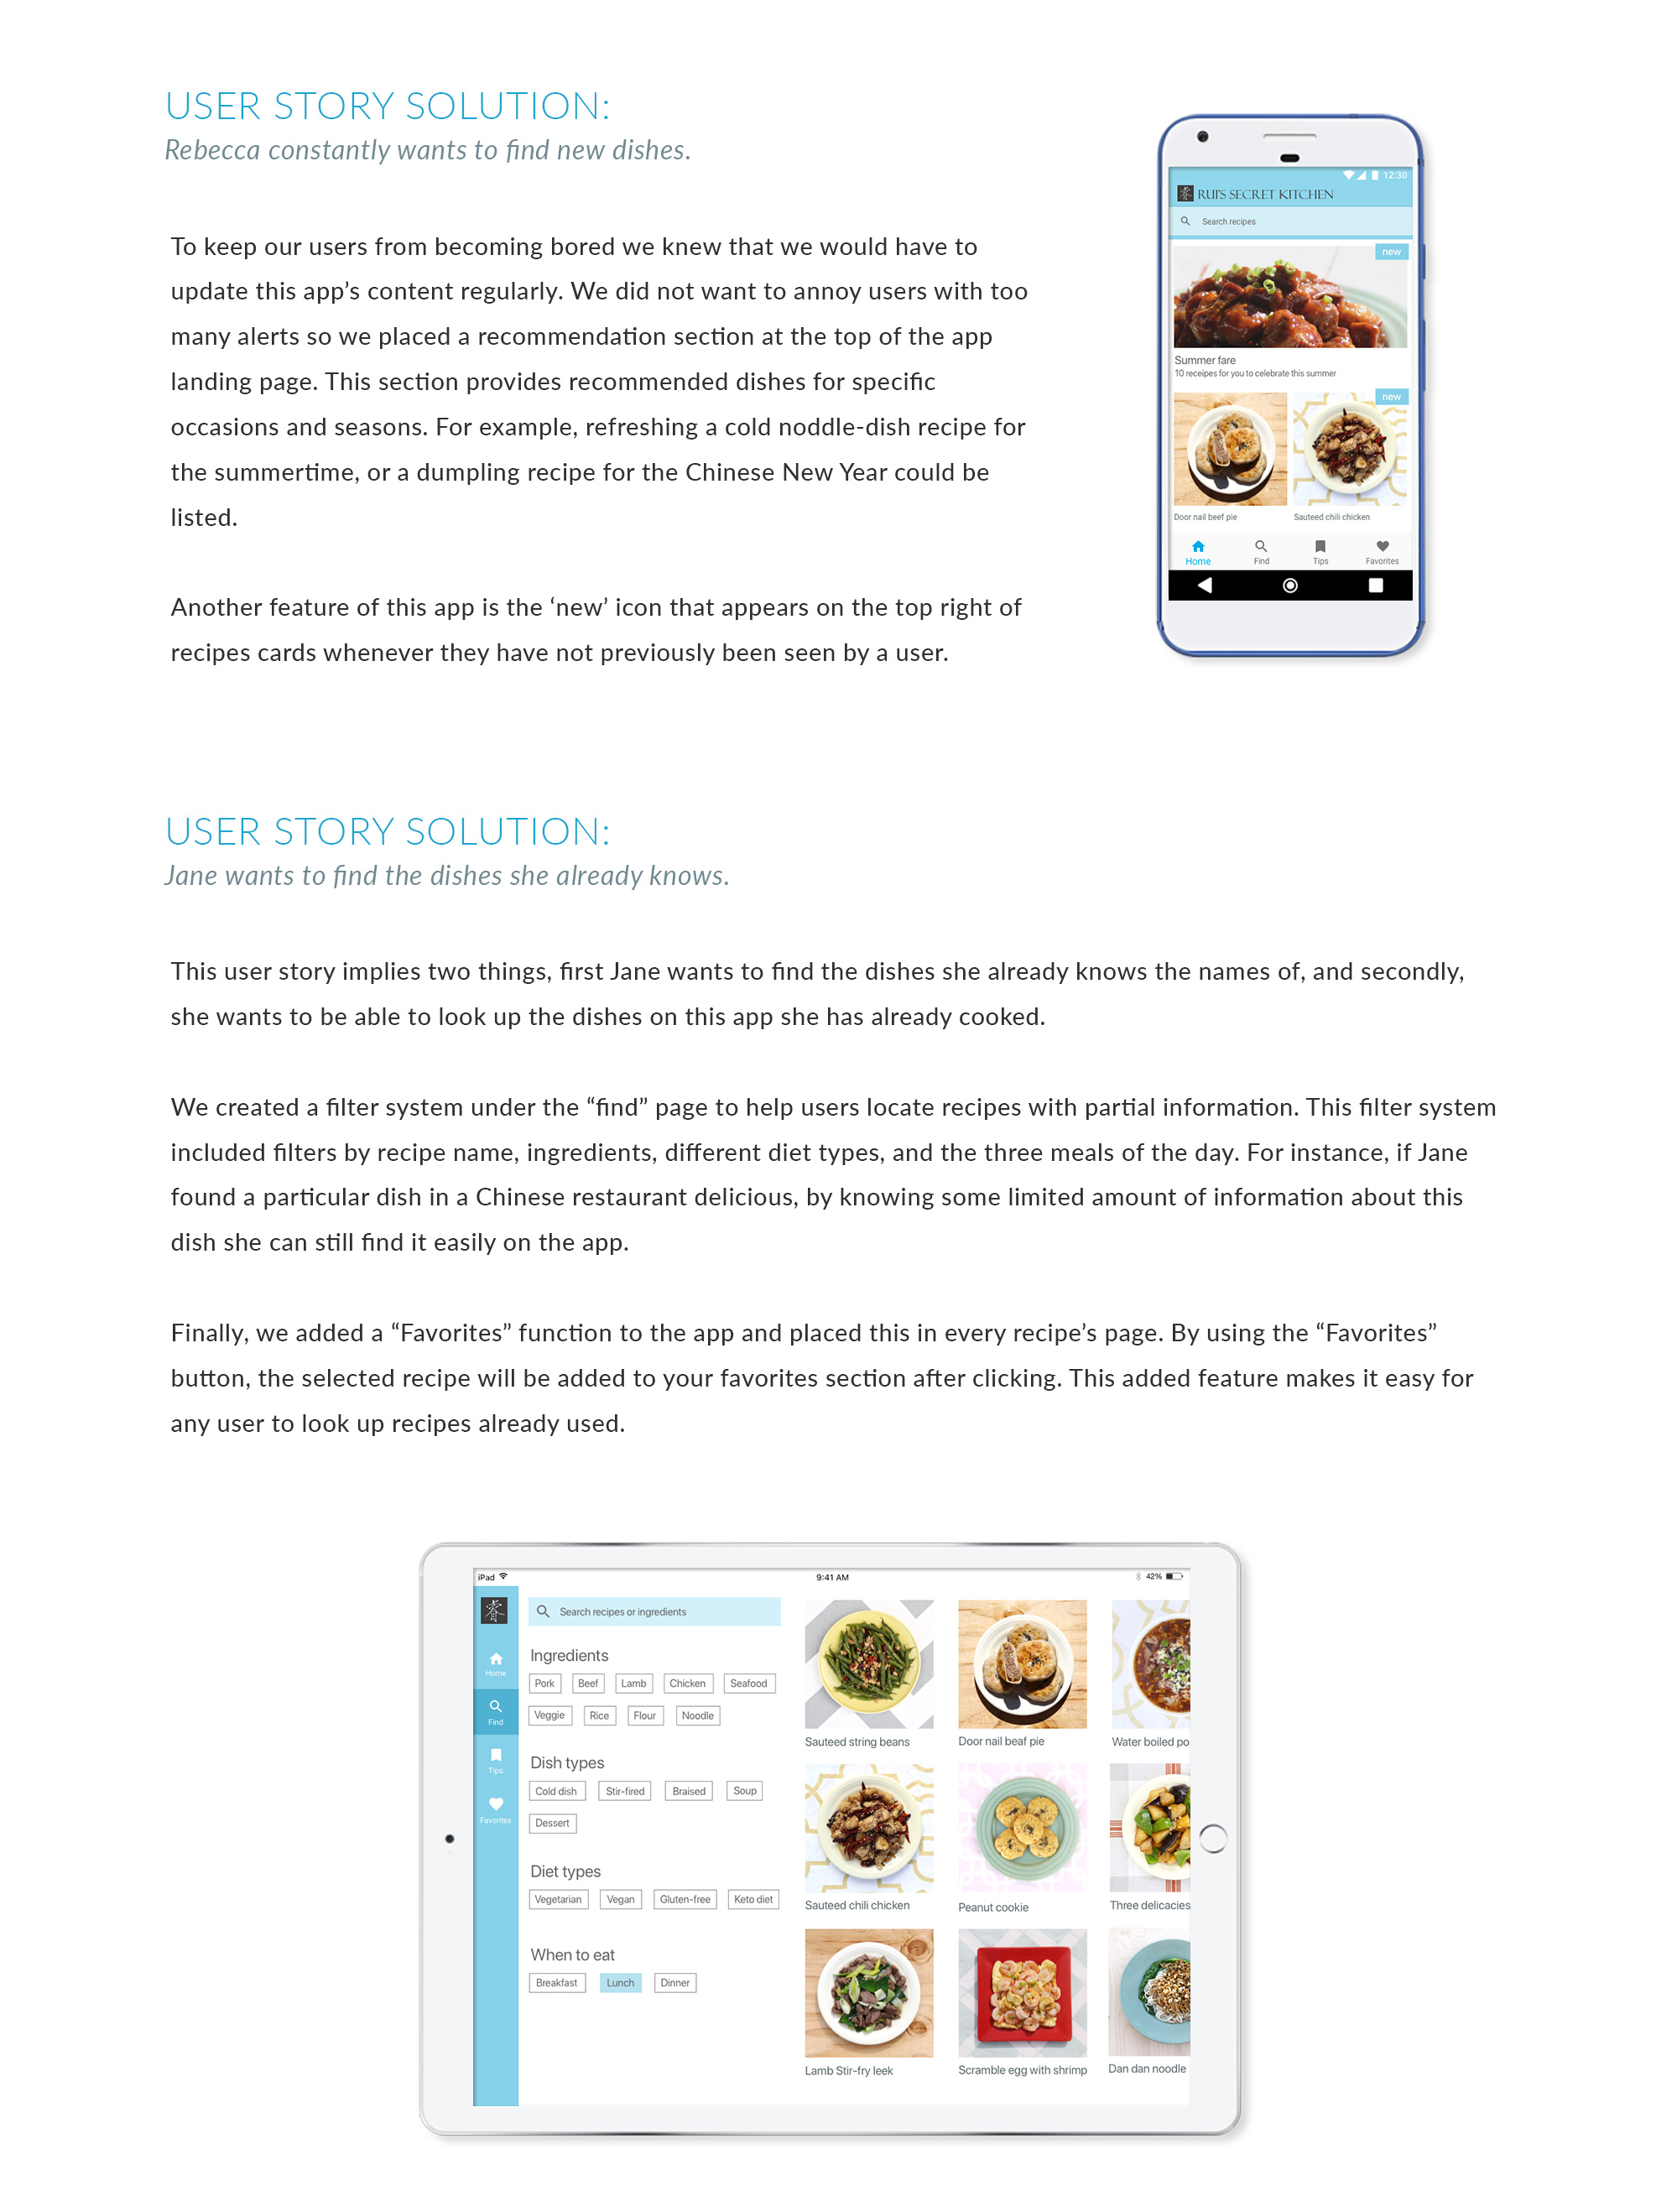 USER STORY SOLUTION:
Rebecca constantly wants to find new dishes.
To keep our users from becoming bored we knew that we would have to
update this app’s content regularly. We did not want to annoy users with too
many alerts so we placed a recommendation section at the top of the app
landing page. This section provides recommended dishes for specific
occasions and seasons. For example, refreshing a cold noddle-dish recipe for
the summertime, or a dumpling recipe for the Chinese New Year could be
listed.
Another feature of this app is the ‘new’ icon that appears on the top right of
recipes cards whenever they have not previously been seen by a user.
12:30
RUI'S SECRET KITCHEN
Search recipes
new
Summer fare
10 receipes for you to celebrate this summer
new
Door nail beef pie
Sauteed chili chicken
Home
Find
Tips
Favorites
USER STORY SOLUTION:
Jane wants to find the dishes she already knows.
This user story implies two things, first Jane wants to find the dishes she already knows the names of, and secondly,
she wants to be able to look up the dishes on this app she has already cooked.
We created a filter system under the “find” page to help users locate recipes with partial information. This filter system
included filters by recipe name, ingredients, different diet types, and the three meals of the day. For instance, if Jane
found a particular dish in a Chinese restaurant delicious, by knowing some limited amount of information about this
dish she can still find it easily on the app.
Finally, we added a “Favorites” function to the app and placed this in every recipe’s page. By using the “Favorites”
button, the selected recipe will be added to your favorites section after clicking. This added feature makes it easy for
any user to look up recipes already used.
iPad
9:41 AM
42%
睿
Home
Find
Tips
Favorites
Search recipes or ingredients
Ingredients
Pork Beef Lamb Chicken Seafood
Veggie Rice Flour Noodle
Dish types
Cold dish Stir-fired Braised Soup
Dessert
Diet types
Vegetarian Vegan Gluten-free Keto diet
When to eat
Breakfast Lunch Dinner
Sauteed string beans
Door nail beaf pie
Water boiled po
Sauteed chili chicken
Peanut cookie
Three delicacies
Lamb Stir-fry leek
Scramble egg with shrimp
Dan dan noodle